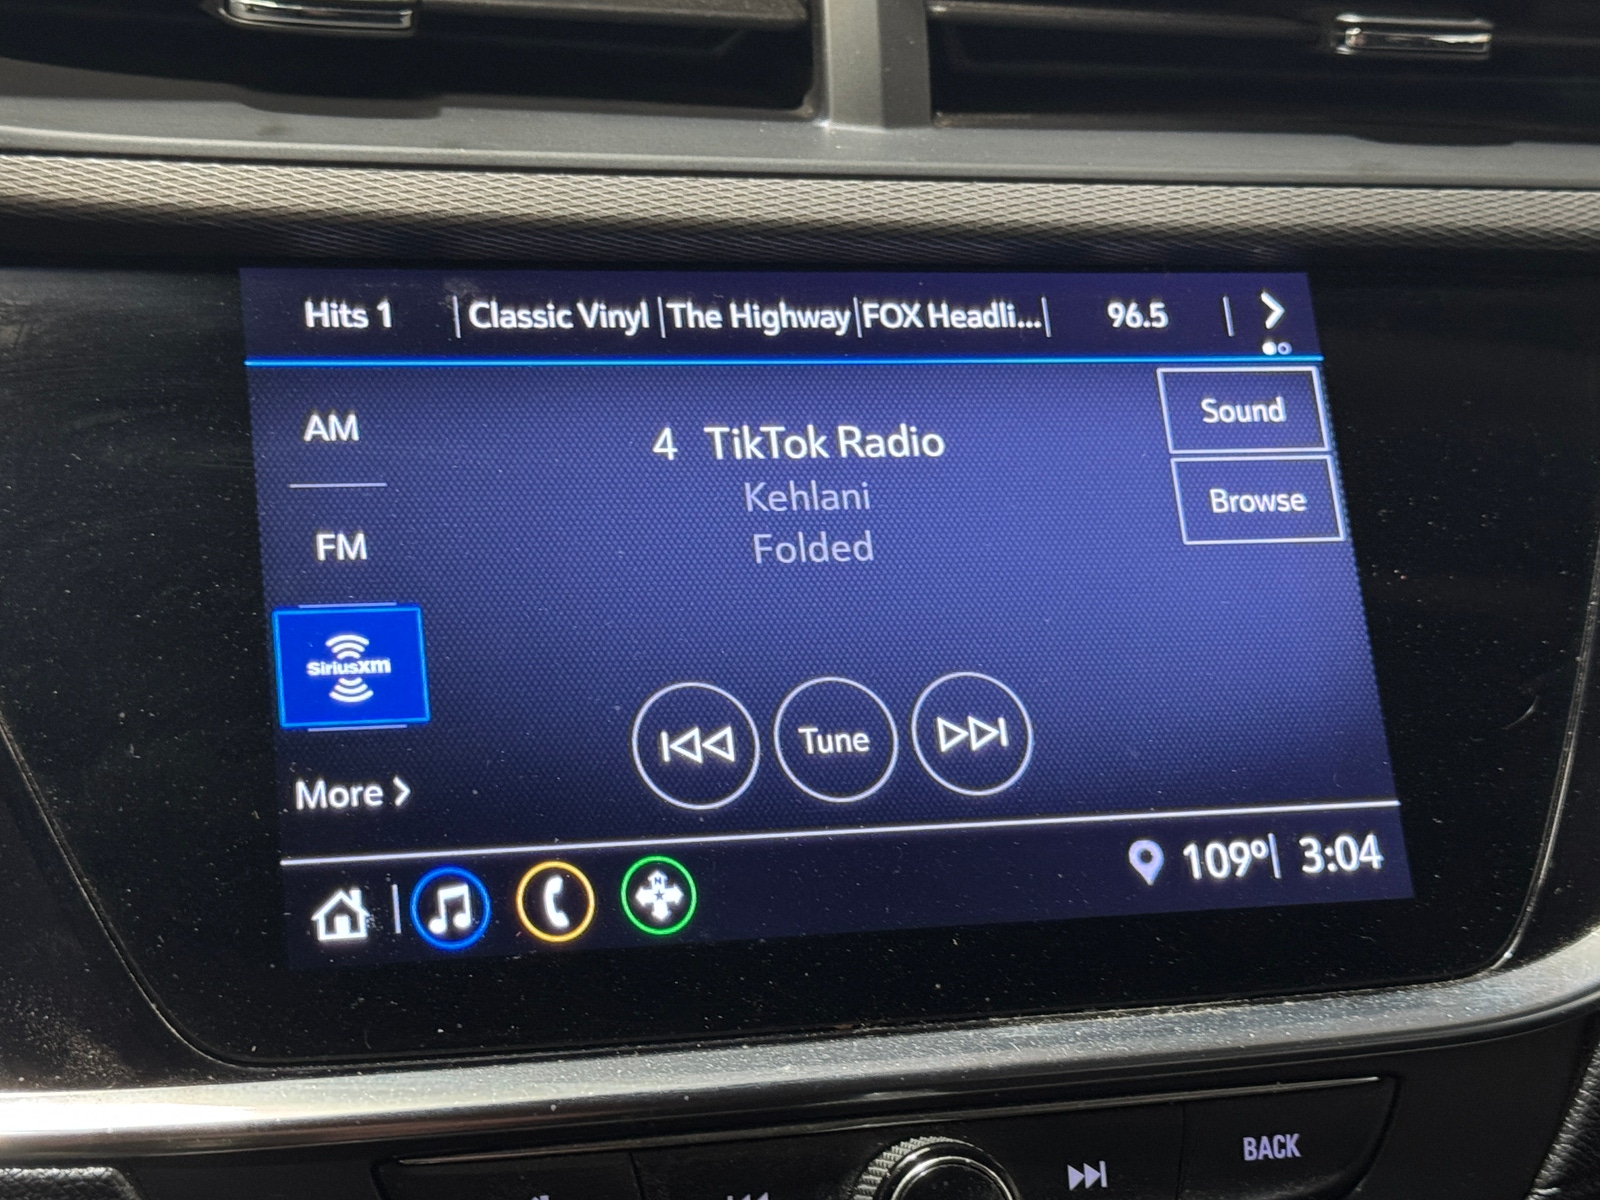 Hits 1 | Classic Vinyl | The Highway | FOX Headli... | 96.5 |
AM
Sound
4 TikTok Radio
Kehlani
Browse
FM
Folded
SiriusXM
Tune
More
109° 3:04
N
BACK